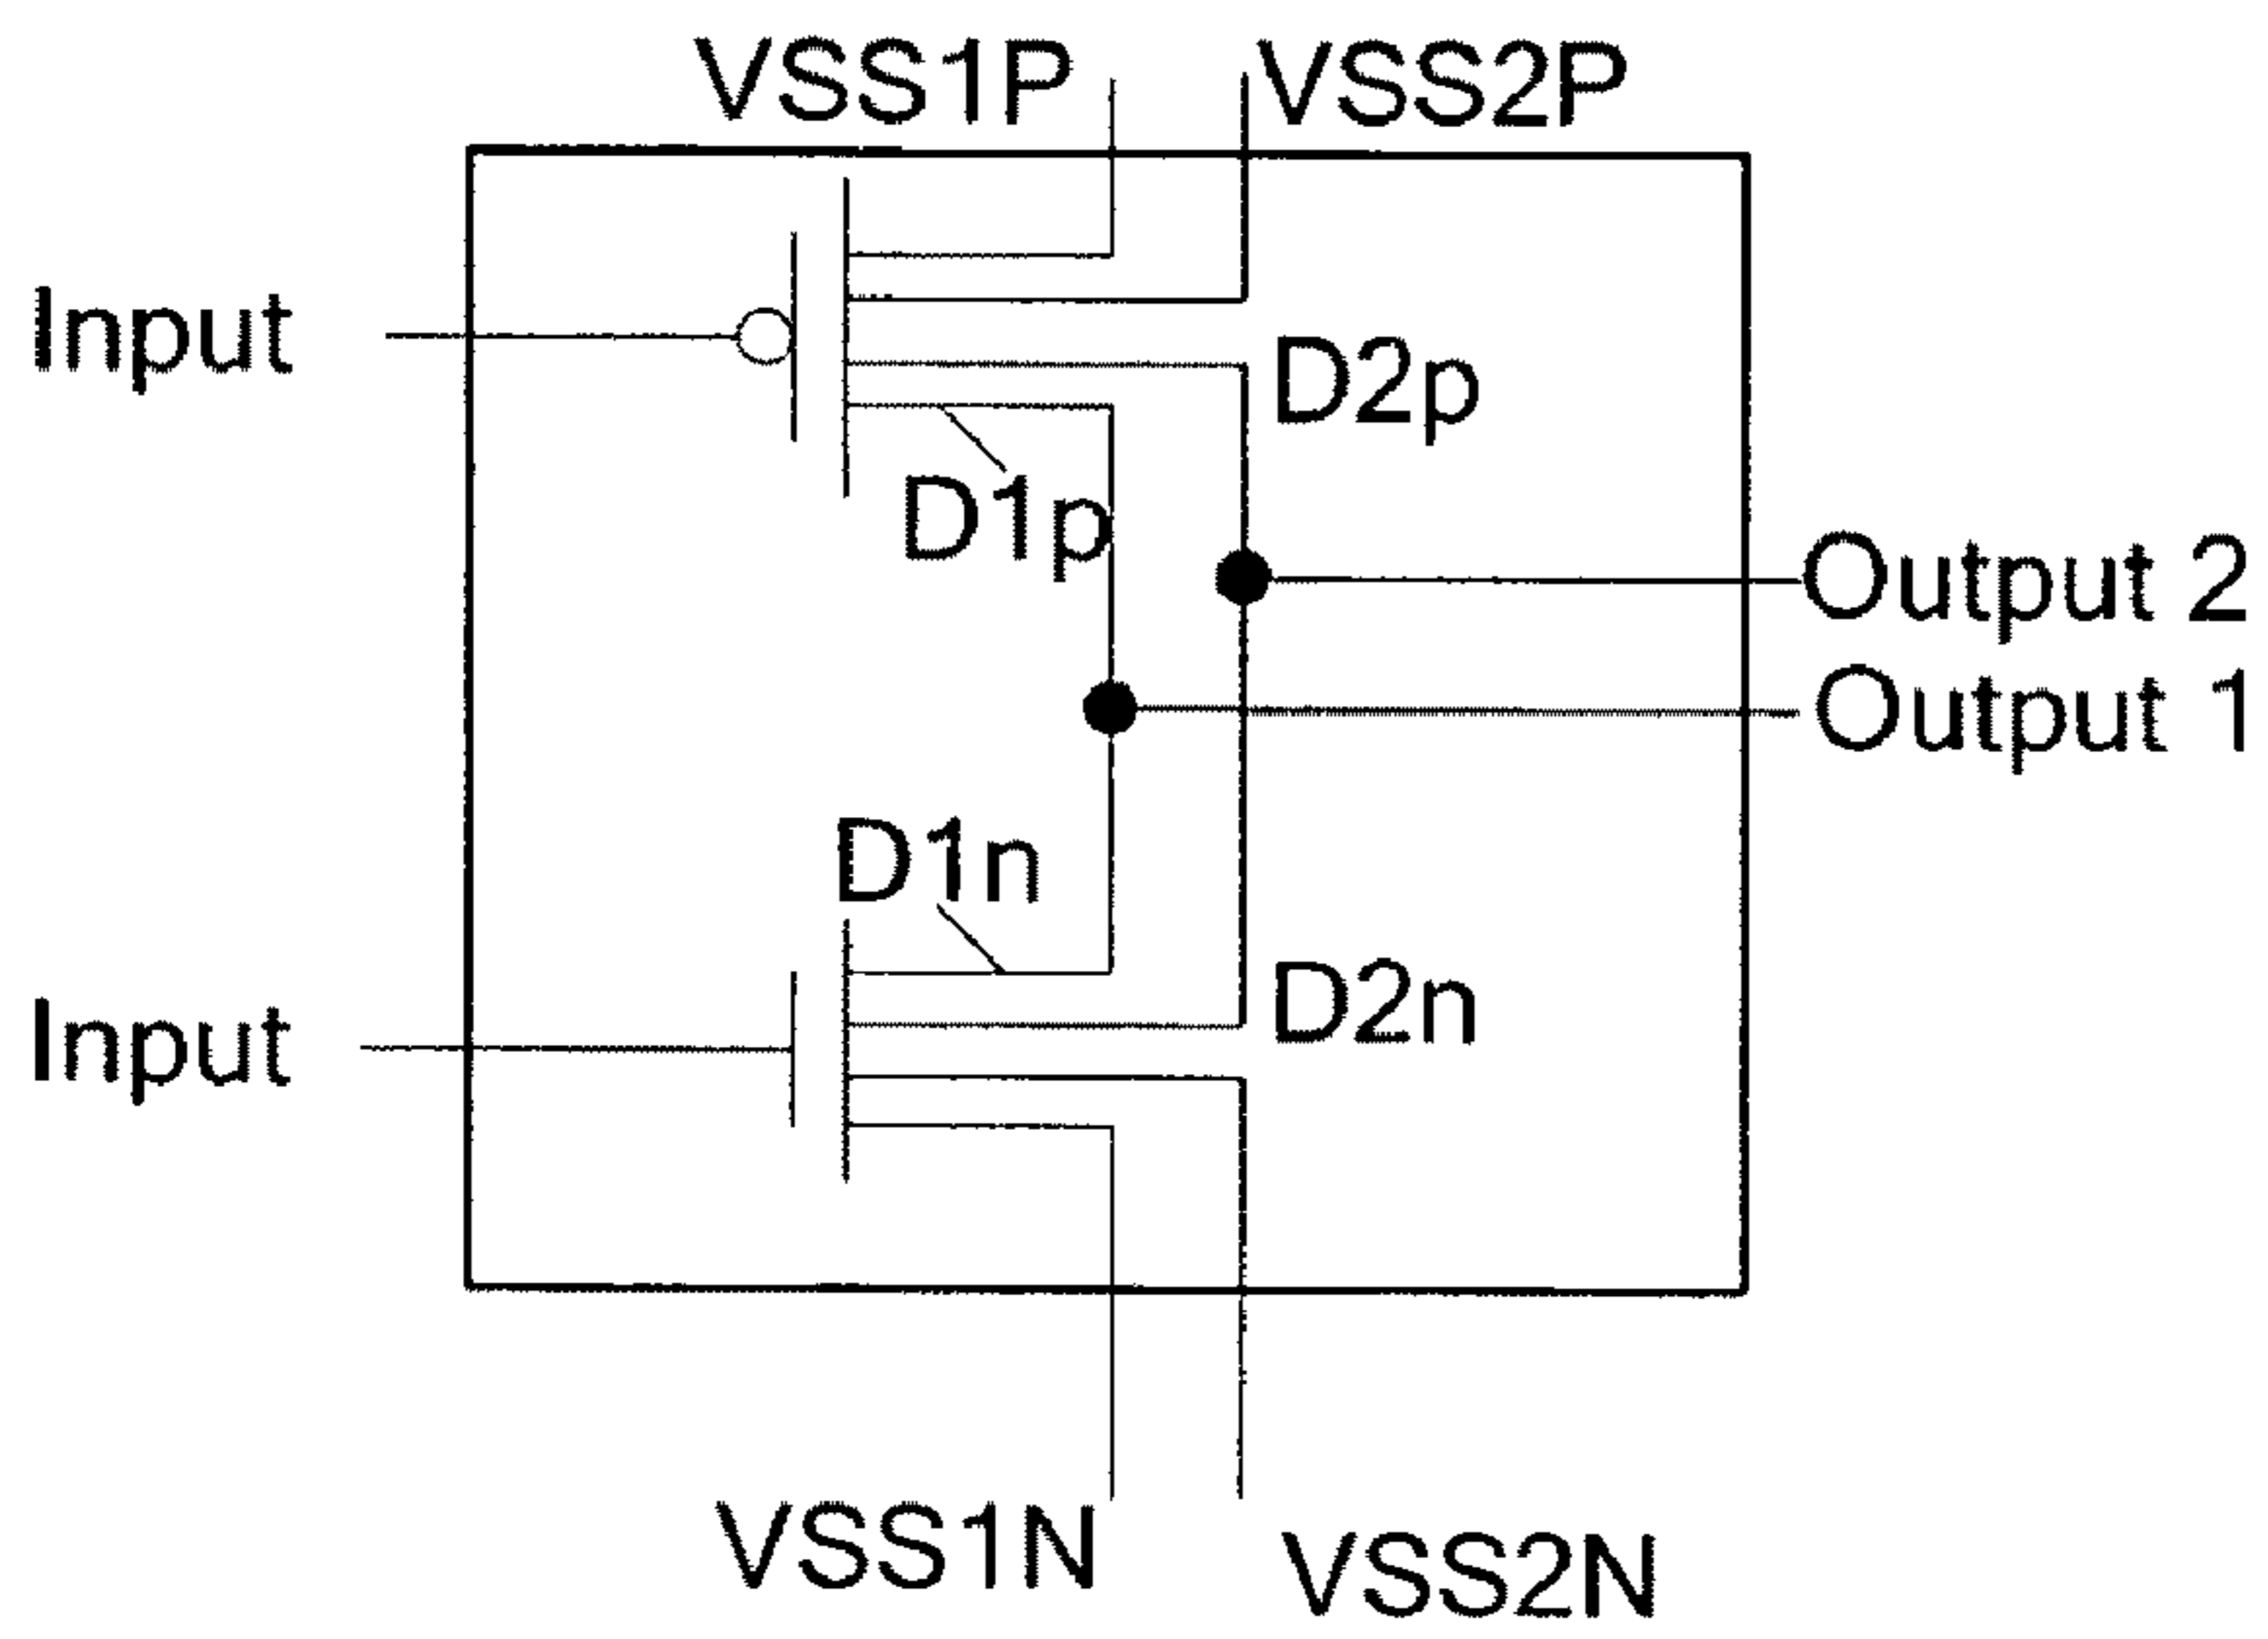 VSS1P VSS2P
Input
D2p
D1p
Output 2
Output 1
D1n
D2n
Input
VSS1N
VSS2N